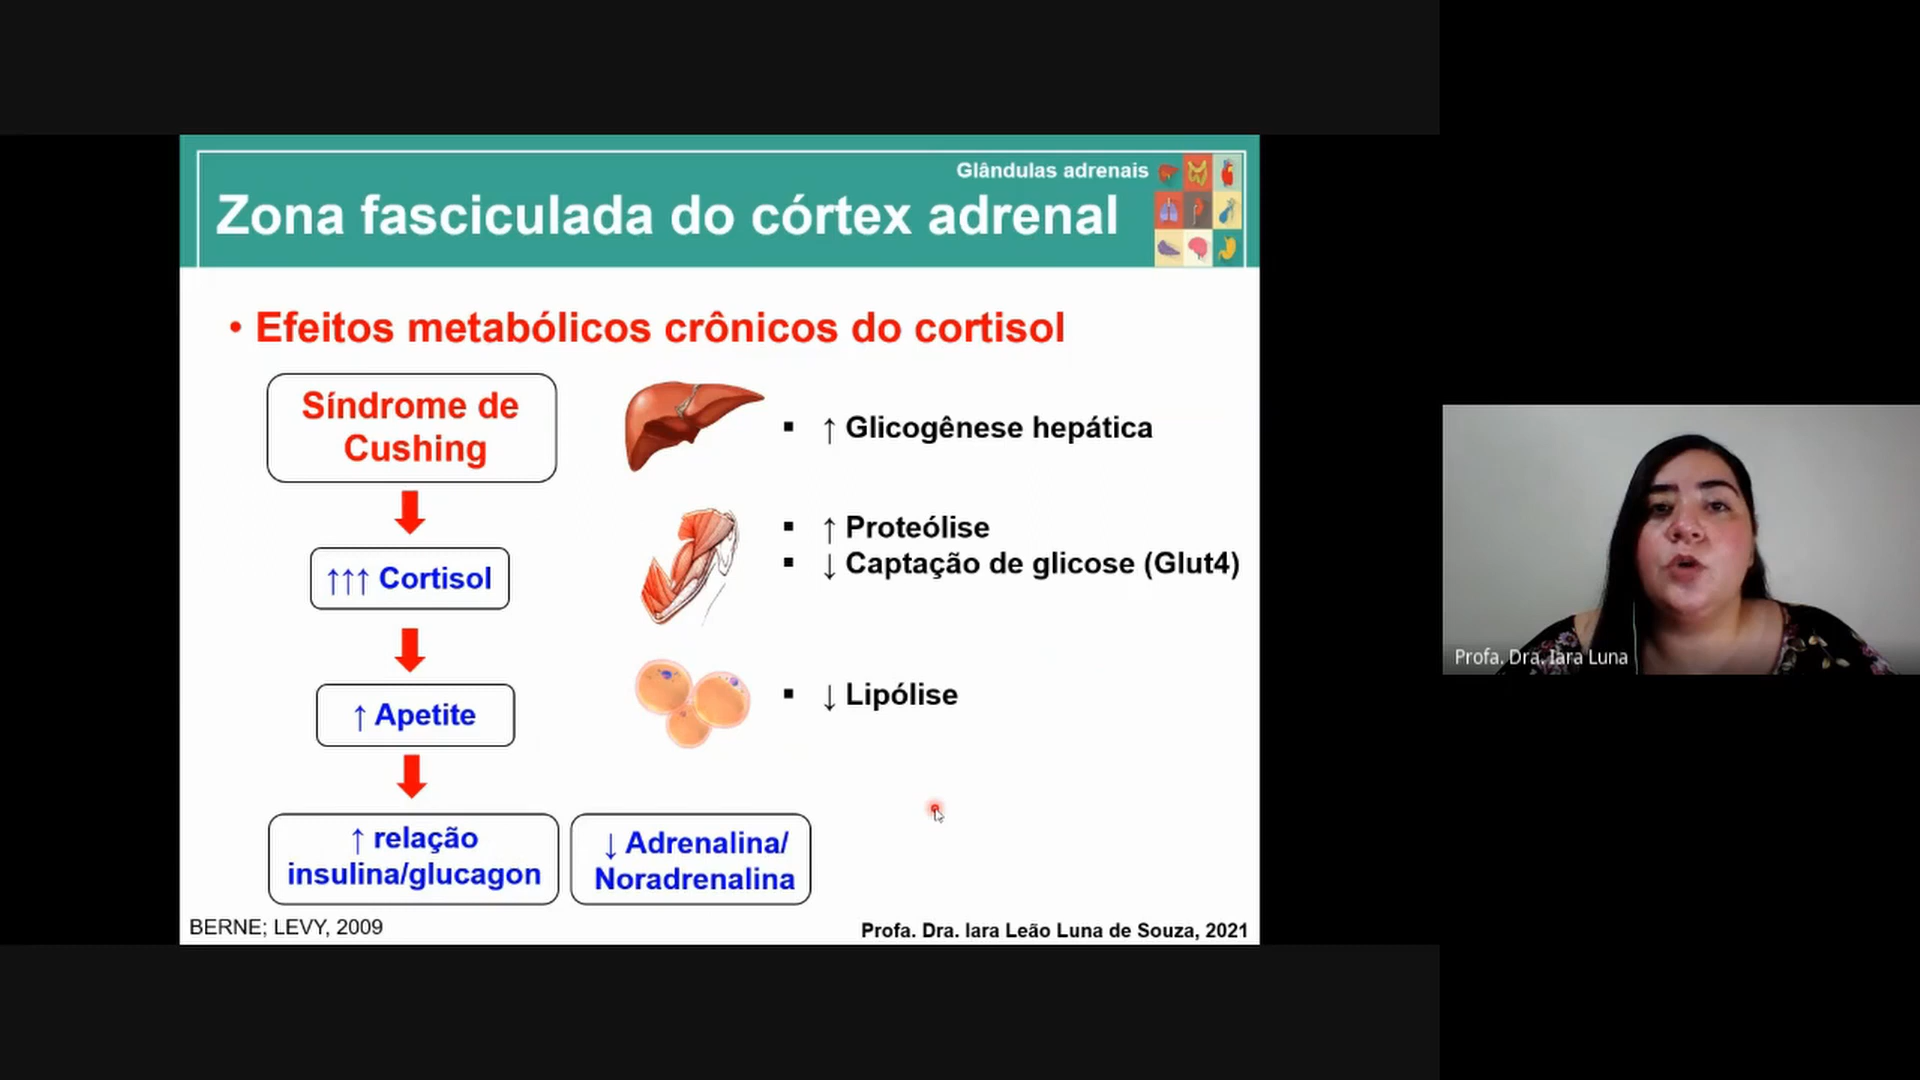 Glândulas adrenais
Zona fasciculada do córtex adrenal
• Efeitos metabólicos crônicos do cortisol
Síndrome de
Cushing
↑↑↑ Cortisol
↑ Apetite
↑ relação
insulina/glucagon
↓ Adrenalina/
Noradrenalina
▪ ↑ Glicogênese hepática
▪ ↑ Proteólise
▪ ↓ Captação de glicose (Glut4)
▪ ↓ Lipólise
BERNE; LEVY, 2009
Profa. Dra. Iara Leão Luna de Souza, 2021
Profa. Dra. Iara Luna